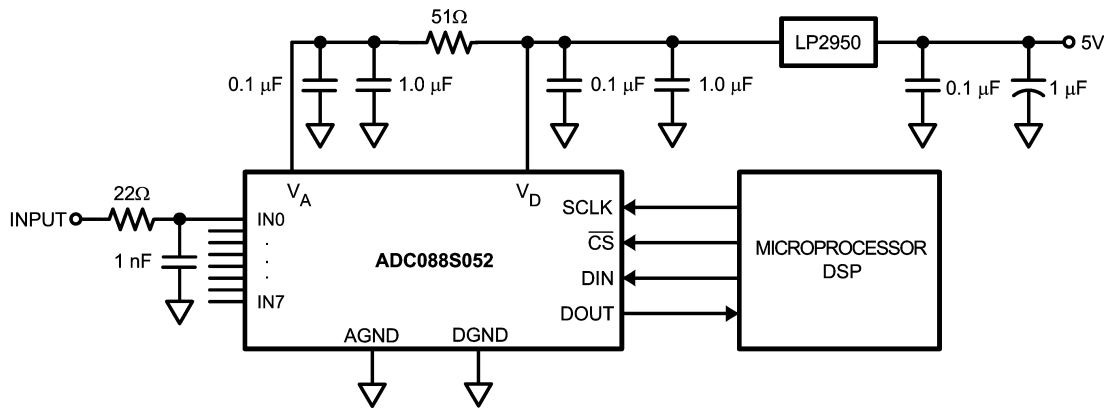 51Ω
LP2950
5V
0.1 µF
1.0 µF
0.1 µF
1.0 µF
0.1 µF
1 µF
V_A
V_D
22Ω
INPUT
IN0
.
.
.
IN7
1 nF
ADC088S052
SCLK
C̅S̅
DIN
DOUT
MICROPROCESSOR
DSP
AGND
DGND